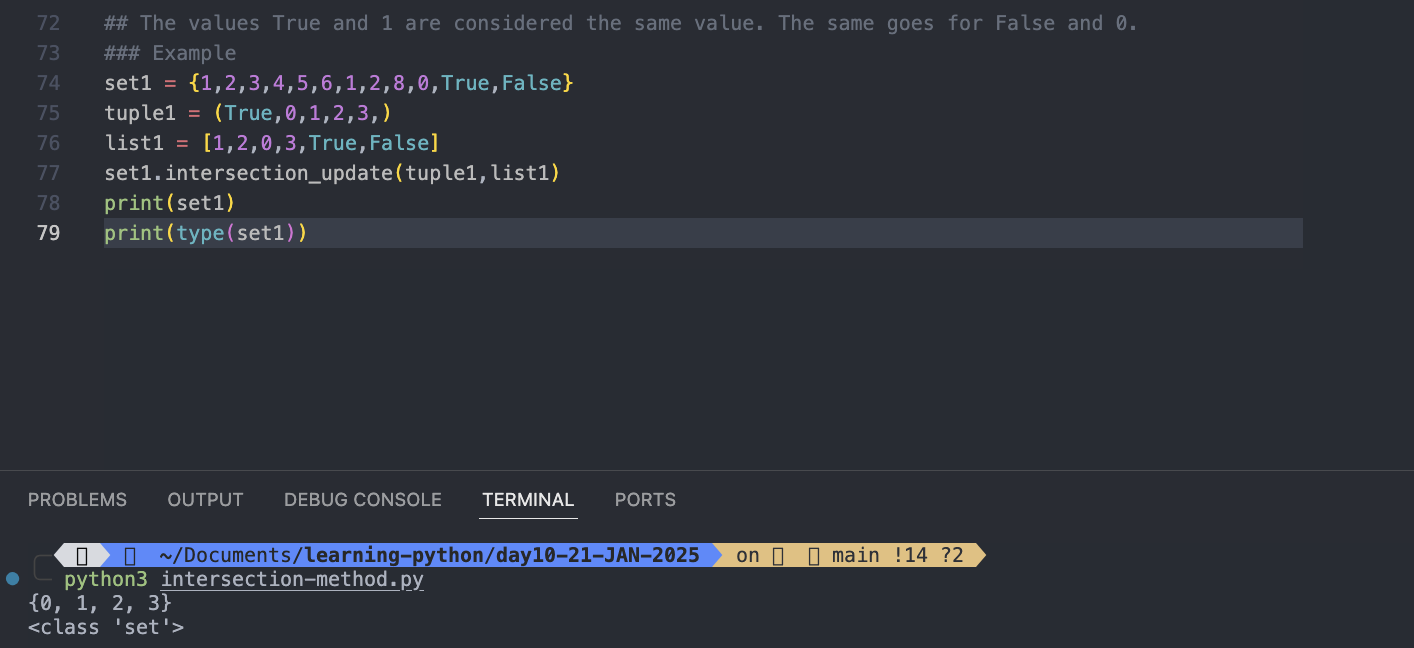 72 ## The values True and 1 are considered the same value. The same goes for False and 0.
73 ### Example
74 set1 = {1,2,3,4,5,6,1,2,8,0,True,False}
75 tuple1 = (True,0,1,2,3,)
76 list1 = [1,2,0,3,True,False]
77 set1.intersection_update(tuple1,list1)
78 print(set1)
79 print(type(set1))
PROBLEMS OUTPUT DEBUG CONSOLE TERMINAL PORTS
~/Documents/learning-python/day10-21-JAN-2025 on main !14 ?2
python3 intersection-method.py
{0, 1, 2, 3}
<class 'set'>